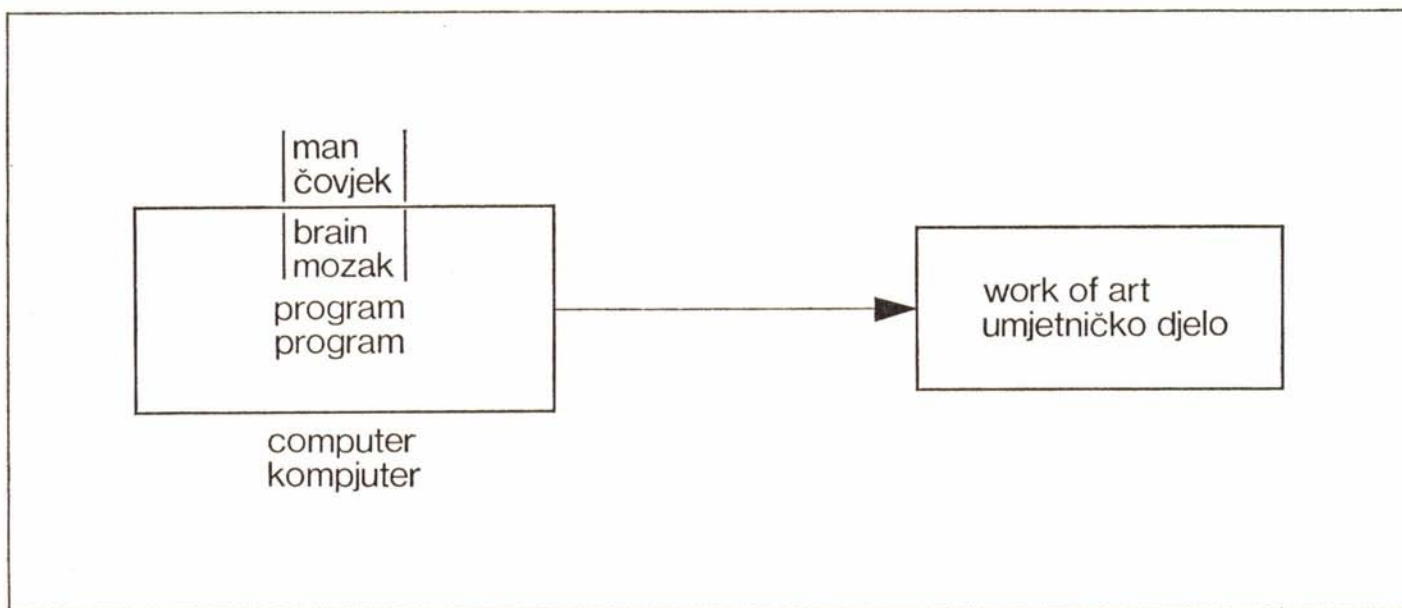 man
čovjek
brain
mozak
program
program
computer
kompjuter
work of art
umjetničko djelo